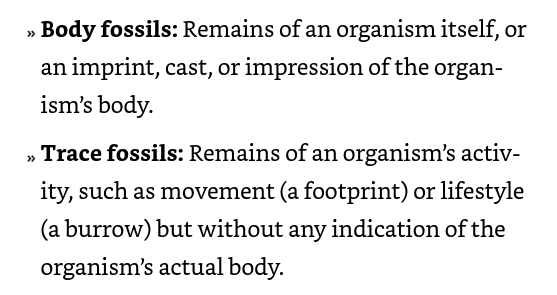 » Body fossils: Remains of an organism itself, or
an imprint, cast, or impression of the organ-
ism’s body.
» Trace fossils: Remains of an organism’s activ-
ity, such as movement (a footprint) or lifestyle
(a burrow) but without any indication of the
organism’s actual body.